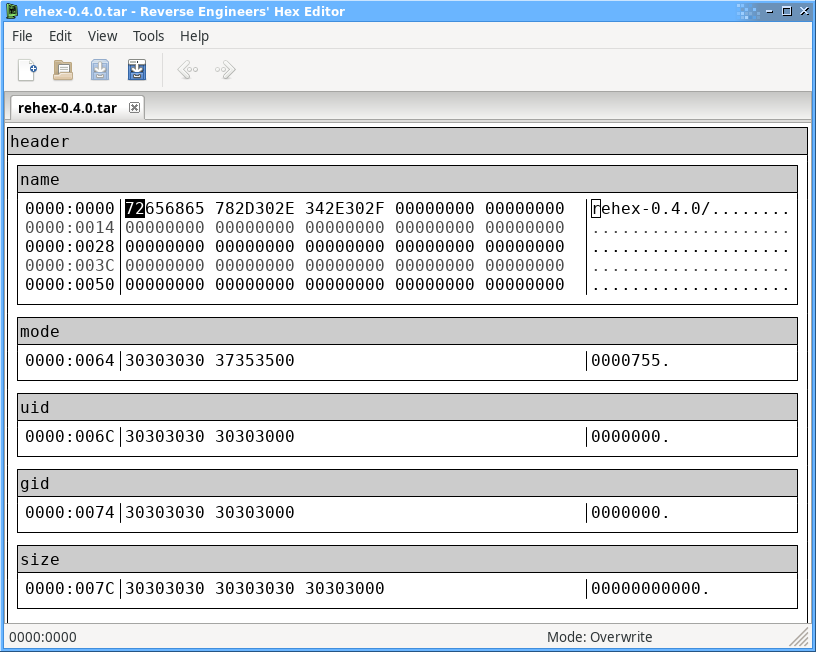 rehex-0.4.0.tar - Reverse Engineers' Hex Editor
File Edit View Tools Help
rehex-0.4.0.tar
header
name
0000:0000 72656865 782D302E 342E302F 00000000 00000000 rehex-0.4.0/........
0000:0014 00000000 00000000 00000000 00000000 00000000 ....................
0000:0028 00000000 00000000 00000000 00000000 00000000 ....................
0000:003C 00000000 00000000 00000000 00000000 00000000 ....................
0000:0050 00000000 00000000 00000000 00000000 00000000 ....................
mode
0000:0064 30303030 37353500 0000755.
uid
0000:006C 30303030 30303000 0000000.
gid
0000:0074 30303030 30303000 0000000.
size
0000:007C 30303030 30303030 30303000 00000000000.
0000:0000 Mode: Overwrite